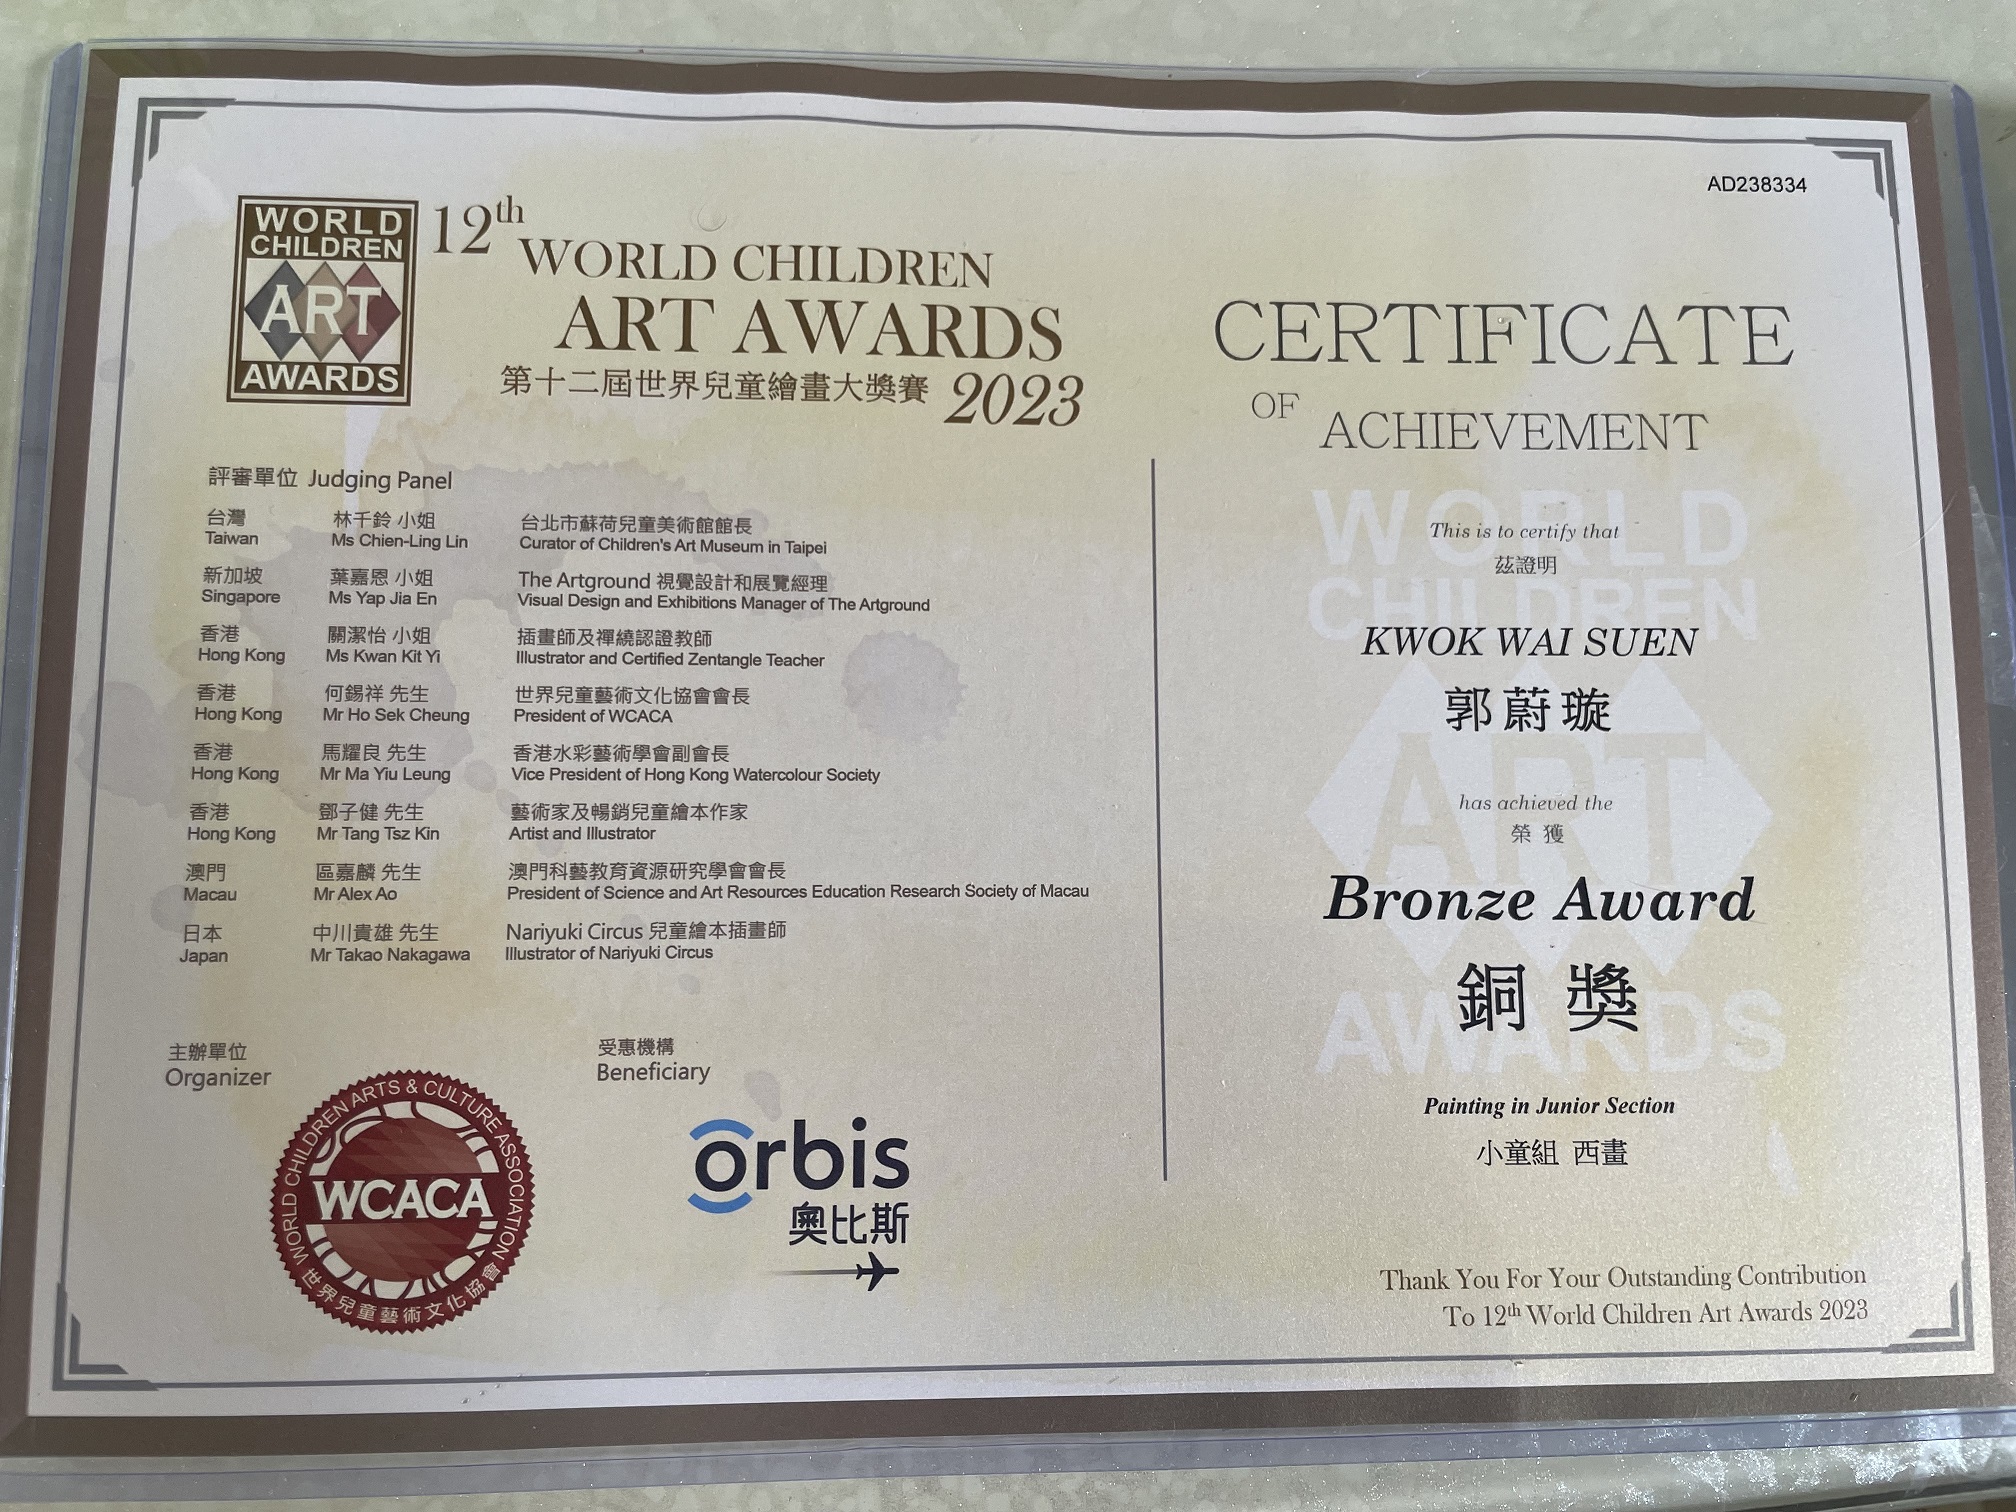 AD238334
WORLD
CHILDREN
ART
AWARDS
12th
WORLD CHILDREN
ART AWARDS
第十二屆世界兒童繪畫大獎賽 2023
評審單位 Judging Panel
台灣 林千鈴 小姐 台北市蘇荷兒童美術館館長
Taiwan Ms Chien-Ling Lin Curator of Children's Art Museum in Taipei
新加坡 葉嘉恩 小姐 The Artground 視覺設計和展覽經理
Singapore Ms Yap Jia En Visual Design and Exhibitions Manager of The Artground
香港 關潔怡 小姐 插畫師及禪繞認證教師
Hong Kong Ms Kwan Kit Yi Illustrator and Certified Zentangle Teacher
香港 何錫祥 先生 世界兒童藝術文化協會會長
Hong Kong Mr Ho Sek Cheung President of WCACA
香港 馬耀良 先生 香港水彩藝術學會副會長
Hong Kong Mr Ma Yiu Leung Vice President of Hong Kong Watercolour Society
香港 鄧子健 先生 藝術家及暢銷兒童繪本作家
Hong Kong Mr Tang Tsz Kin Artist and Illustrator
澳門 區嘉麟 先生 澳門科藝教育資源研究學會會長
Macau Mr Alex Ao President of Science and Art Resources Education Research Society of Macau
日本 中川貴雄 先生 Nariyuki Circus 兒童繪本插畫師
Japan Mr Takao Nakagawa Illustrator of Nariyuki Circus
主辦單位
Organizer
WORLD CHILDREN ARTS & CULTURE ASSOCIATION
WCACA
世界兒童藝術文化協會
受惠機構
Beneficiary
orbis
奧比斯
CERTIFICATE
OF ACHIEVEMENT
WORLD
CHILDREN
ART
AWARDS
This is to certify that
茲證明
KWOK WAI SUEN
郭蔚璇
has achieved the
榮獲
Bronze Award
銅獎
Painting in Junior Section
小童組 西畫
Thank You For Your Outstanding Contribution
To 12th World Children Art Awards 2023